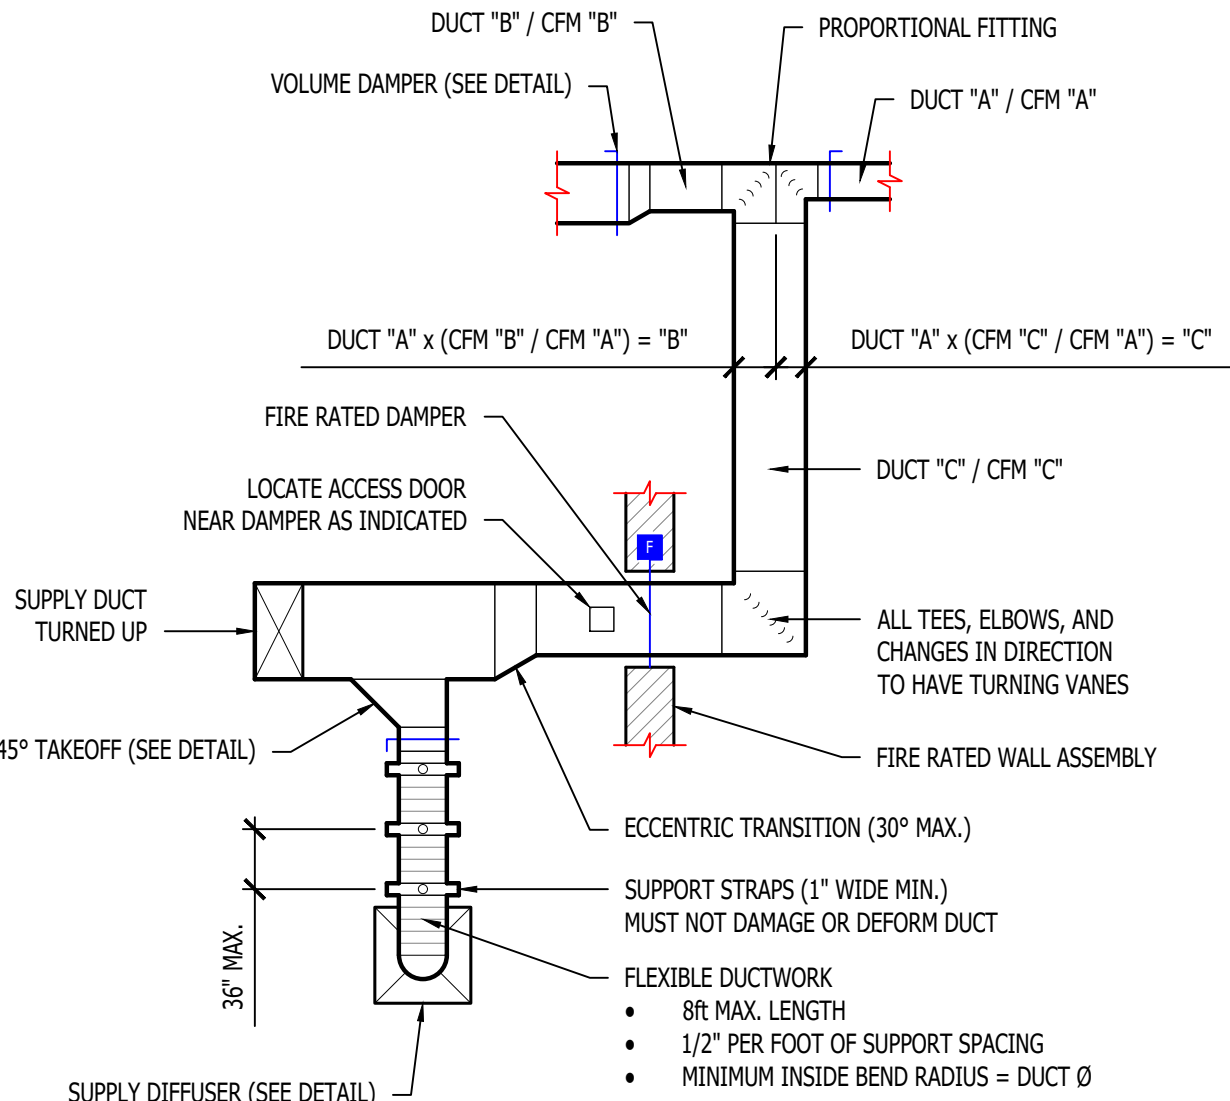 DUCT "B" / CFM "B"
PROPORTIONAL FITTING
VOLUME DAMPER (SEE DETAIL)
DUCT "A" / CFM "A"
DUCT "A" x (CFM "B" / CFM "A") = "B"
DUCT "A" x (CFM "C" / CFM "A") = "C"
FIRE RATED DAMPER
DUCT "C" / CFM "C"
LOCATE ACCESS DOOR
NEAR DAMPER AS INDICATED
F
SUPPLY DUCT
TURNED UP
ALL TEES, ELBOWS, AND
CHANGES IN DIRECTION
TO HAVE TURNING VANES
45° TAKEOFF (SEE DETAIL)
FIRE RATED WALL ASSEMBLY
ECCENTRIC TRANSITION (30° MAX.)
SUPPORT STRAPS (1" WIDE MIN.)
MUST NOT DAMAGE OR DEFORM DUCT
36" MAX.
FLEXIBLE DUCTWORK
• 8ft MAX. LENGTH
• 1/2" PER FOOT OF SUPPORT SPACING
• MINIMUM INSIDE BEND RADIUS = DUCT Ø
SUPPLY DIFFUSER (SEE DETAIL)